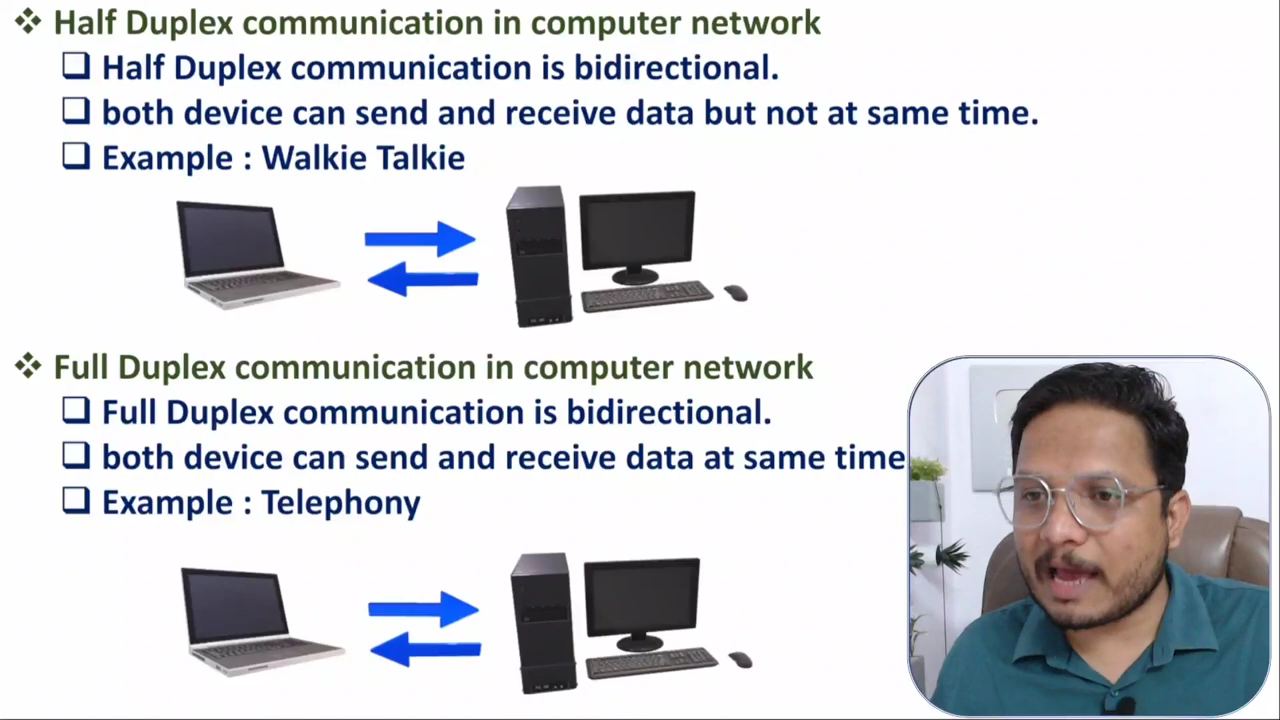 ❖ Half Duplex communication in computer network
❑ Half Duplex communication is bidirectional.
❑ both device can send and receive data but not at same time.
❑ Example : Walkie Talkie
❖ Full Duplex communication in computer network
❑ Full Duplex communication is bidirectional.
❑ both device can send and receive data at same time
❑ Example : Telephony